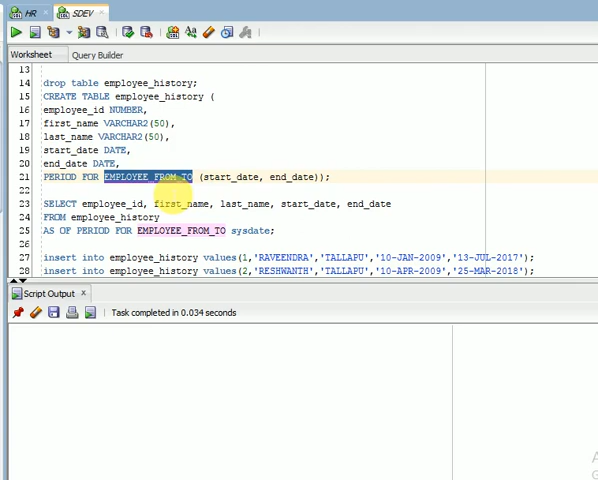 HR
SDEV
Worksheet
Query Builder
13
14 drop table employee_history;
15 CREATE TABLE employee_history (
16 employee_id NUMBER,
17 first_name VARCHAR2(50),
18 last_name VARCHAR2(50),
19 start_date DATE,
20 end_date DATE,
21 PERIOD FOR EMPLOYEE_FROM_TO (start_date, end_date));
22
23 SELECT employee_id, first_name, last_name, start_date, end_date
24 FROM employee_history
25 AS OF PERIOD FOR EMPLOYEE_FROM_TO sysdate;
26
27 insert into employee_history values(1,'RAVEENDRA','TALLAPU','10-JAN-2009','13-JUL-2017');
28 insert into employee_history values(2,'RESHWANTH','TALLAPU','10-APR-2009','25-MAR-2018');
Script Output x
Task completed in 0.034 seconds